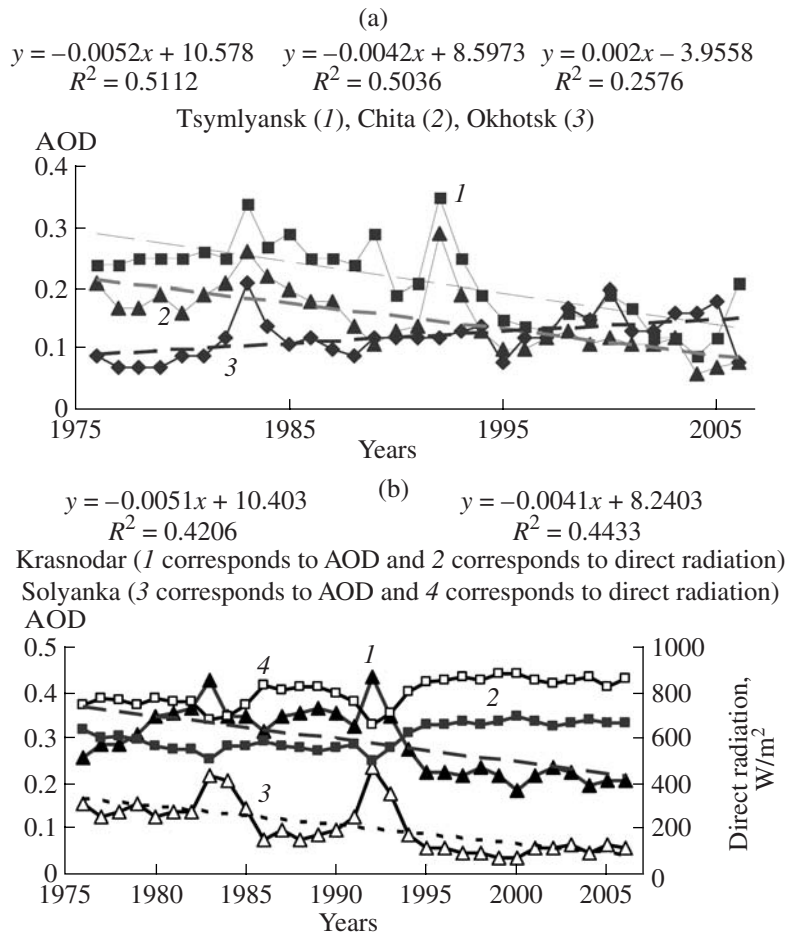 (a)
y = –0.0052x + 10.578 y = –0.0042x + 8.5973 y = 0.002x – 3.9558
R² = 0.5112 R² = 0.5036 R² = 0.2576
Tsymlyansk (1), Chita (2), Okhotsk (3)
AOD
0.4
0.3
0.2
0.1
0
1
2
3
1975 1985 1995 2005
Years
(b)
y = –0.0051x + 10.403 y = –0.0041x + 8.2403
R² = 0.4206 R² = 0.4433
Krasnodar (1 corresponds to AOD and 2 corresponds to direct radiation)
Solyanka (3 corresponds to AOD and 4 corresponds to direct radiation)
AOD
0.5
0.4
0.3
0.2
0.1
0
4
1
2
3
1000
800
600
400
200
0
Direct radiation,
W/m²
1975 1980 1985 1990 1995 2000 2005
Years